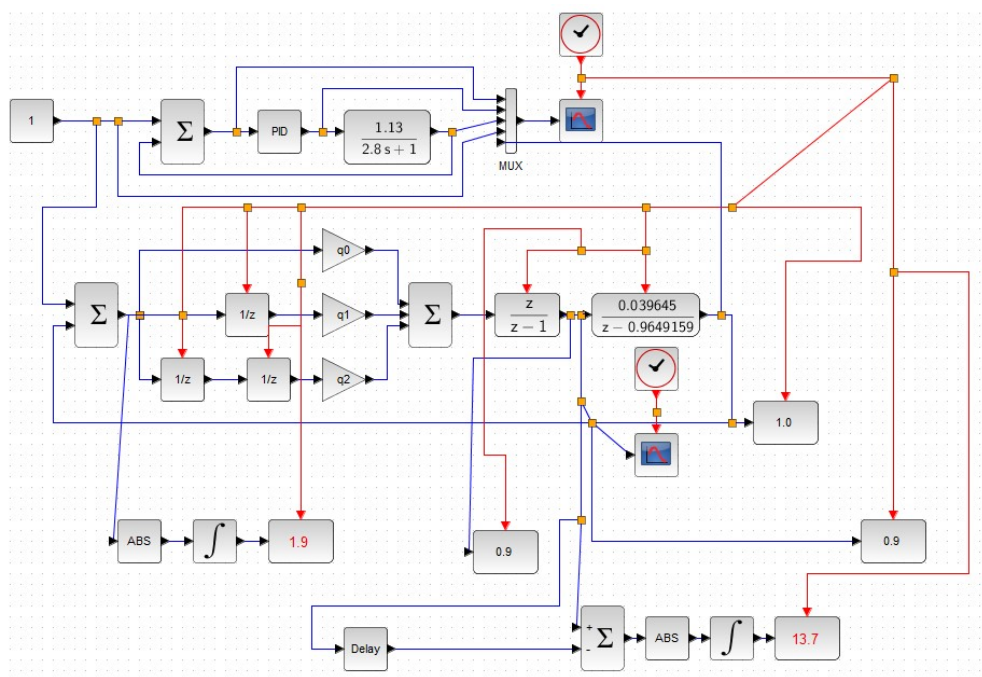 1
Σ
PID
1.13
2.8 s + 1
MUX
q0
Σ
1/z
q1
Σ
z
z − 1
0.039645
z − 0.9649159
1/z
1/z
q2
1.0
ABS
∫
1.9
0.9
0.9
Delay
+
-
Σ
ABS
∫
13.7